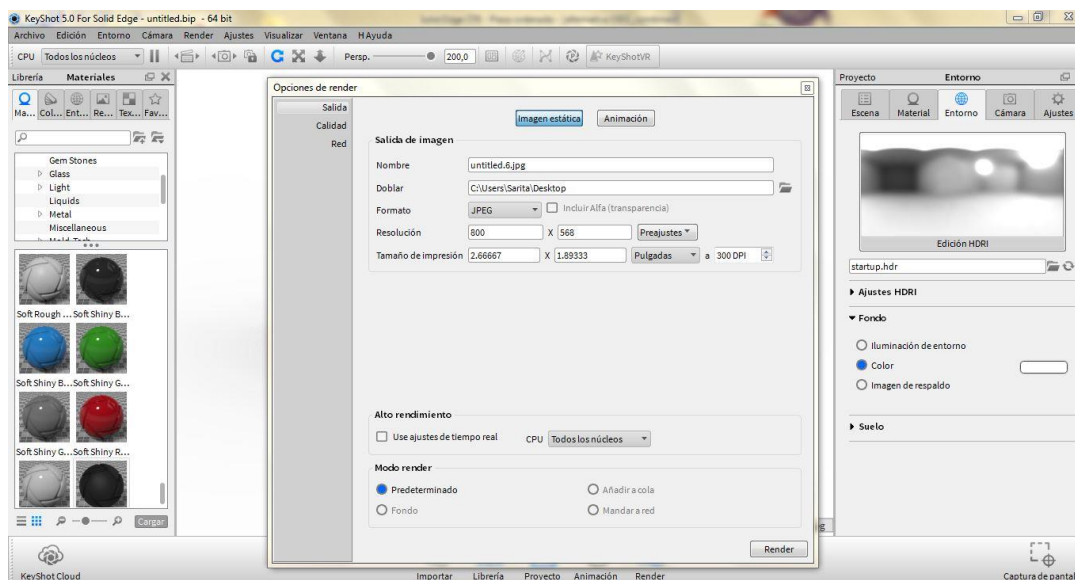 KeyShot 5.0 For Solid Edge - untitled.bip - 64 bit
Archivo Edición Entorno Cámara Render Ajustes Visualizar Ventana H Ayuda
CPU Todos los núcleos Persp. 200,0 KeyShotVR
Librería Materiales
Ma... Col... Ent... Re... Tex... Fav...
Gem Stones
Glass
Light
Liquids
Metal
Miscellaneous
Mold-Tech
Soft Rough ... Soft Shiny B...
Soft Shiny B... Soft Shiny G...
Soft Shiny G... Soft Shiny R...
Cargar
KeyShot Cloud
Opciones de render
Salida
Calidad
Red
Imagen estática Animación
Salida de imagen
Nombre untitled.6.jpg
Doblar C:\Users\Sarita\Desktop
Formato JPEG Incluir Alfa (transparencia)
Resolución 800 X 568 Preajustes
Tamaño de impresión 2.66667 X 1.89333 Pulgadas a 300 DPI
Alto rendimiento
Use ajustes de tiempo real CPU Todos los núcleos
Modo render
Predeterminado Añadir a cola
Fondo Mandar a red
Render
Importar Librería Proyecto Animación Render
Proyecto Entorno
Escena Material Entorno Cámara Ajustes
Edición HDRI
startup.hdr
Ajustes HDRI
Fondo
Iluminación de entorno
Color
Imagen de respaldo
Suelo
Captura de pantal